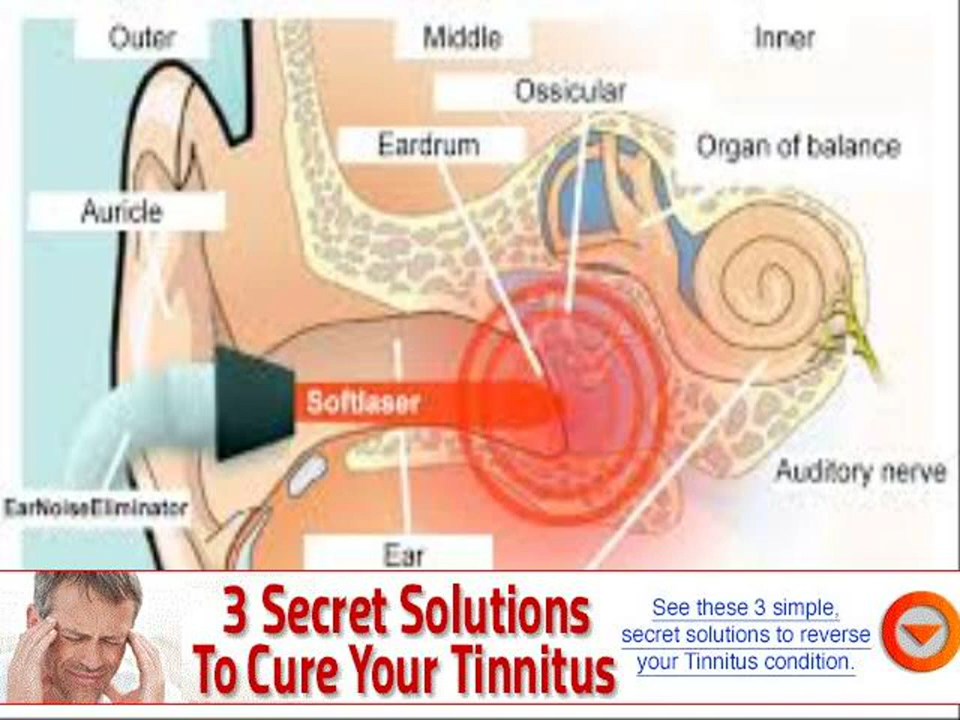 Outer
Middle
Inner
Ossicular
Eardrum
Organ of balance
Auricle
Softlaser
Auditory nerve
EarNoiseEliminator
Ear
3 Secret Solutions
To Cure Your Tinnitus
See these 3 simple,
secret solutions to reverse
your Tinnitus condition.